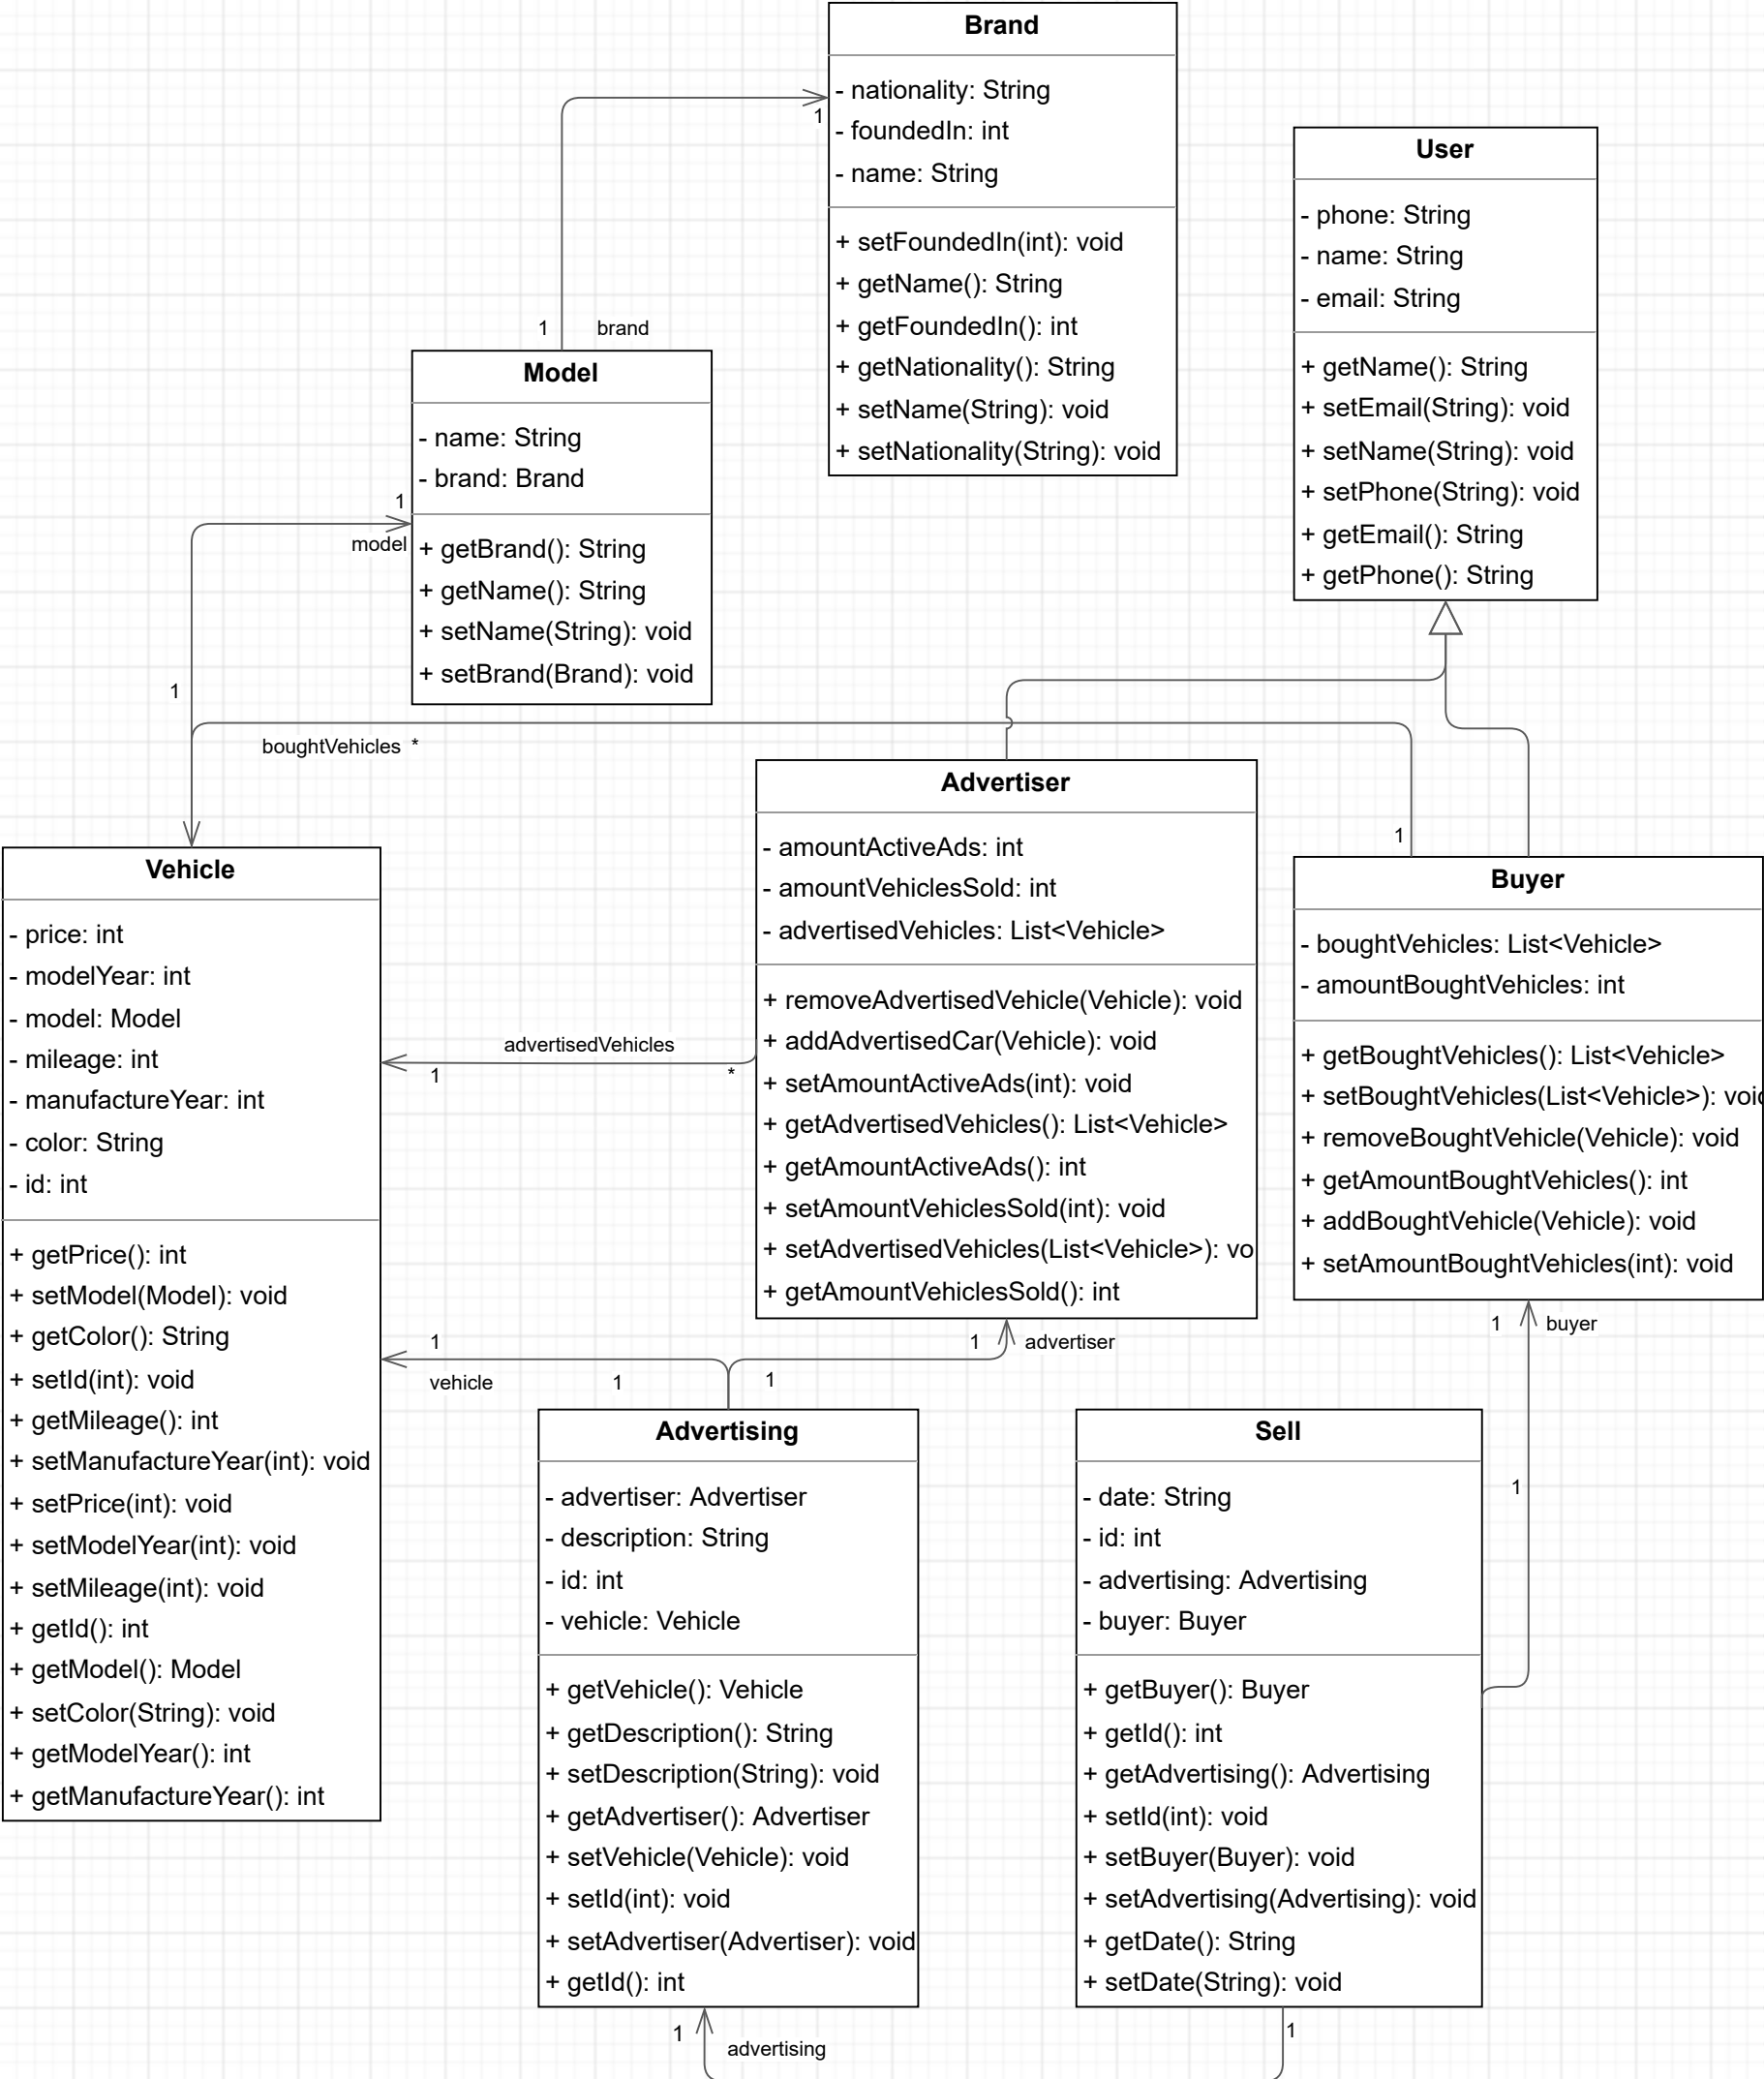 Brand
- nationality: String
- foundedIn: int
- name: String
+ setFoundedIn(int): void
+ getName(): String
+ getFoundedIn(): int
+ getNationality(): String
+ setName(String): void
+ setNationality(String): void
1
1 brand
User
- phone: String
- name: String
- email: String
+ getName(): String
+ setEmail(String): void
+ setName(String): void
+ setPhone(String): void
+ getEmail(): String
+ getPhone(): String
Model
- name: String
- brand: Brand
+ getBrand(): String
+ getName(): String
+ setName(String): void
+ setBrand(Brand): void
1
model
1
boughtVehicles *
1
Advertiser
- amountActiveAds: int
- amountVehiclesSold: int
- advertisedVehicles: List<Vehicle>
+ removeAdvertisedVehicle(Vehicle): void
+ addAdvertisedCar(Vehicle): void
+ setAmountActiveAds(int): void
+ getAdvertisedVehicles(): List<Vehicle>
+ getAmountActiveAds(): int
+ setAmountVehiclesSold(int): void
+ setAdvertisedVehicles(List<Vehicle>): vo
+ getAmountVehiclesSold(): int
Buyer
- boughtVehicles: List<Vehicle>
- amountBoughtVehicles: int
+ getBoughtVehicles(): List<Vehicle>
+ setBoughtVehicles(List<Vehicle>): voi
+ removeBoughtVehicle(Vehicle): void
+ getAmountBoughtVehicles(): int
+ addBoughtVehicle(Vehicle): void
+ setAmountBoughtVehicles(int): void
Vehicle
- price: int
- modelYear: int
- model: Model
- mileage: int
- manufactureYear: int
- color: String
- id: int
+ getPrice(): int
+ setModel(Model): void
+ getColor(): String
+ setId(int): void
+ getMileage(): int
+ setManufactureYear(int): void
+ setPrice(int): void
+ setModelYear(int): void
+ setMileage(int): void
+ getId(): int
+ getModel(): Model
+ setColor(String): void
+ getModelYear(): int
+ getManufactureYear(): int
advertisedVehicles
1 *
1
vehicle 1
1 advertiser
1
1 buyer
1
Advertising
- advertiser: Advertiser
- description: String
- id: int
- vehicle: Vehicle
+ getVehicle(): Vehicle
+ getDescription(): String
+ setDescription(String): void
+ getAdvertiser(): Advertiser
+ setVehicle(Vehicle): void
+ setId(int): void
+ setAdvertiser(Advertiser): void
+ getId(): int
Sell
- date: String
- id: int
- advertising: Advertising
- buyer: Buyer
+ getBuyer(): Buyer
+ getId(): int
+ getAdvertising(): Advertising
+ setId(int): void
+ setBuyer(Buyer): void
+ setAdvertising(Advertising): void
+ getDate(): String
+ setDate(String): void
1
advertising
1